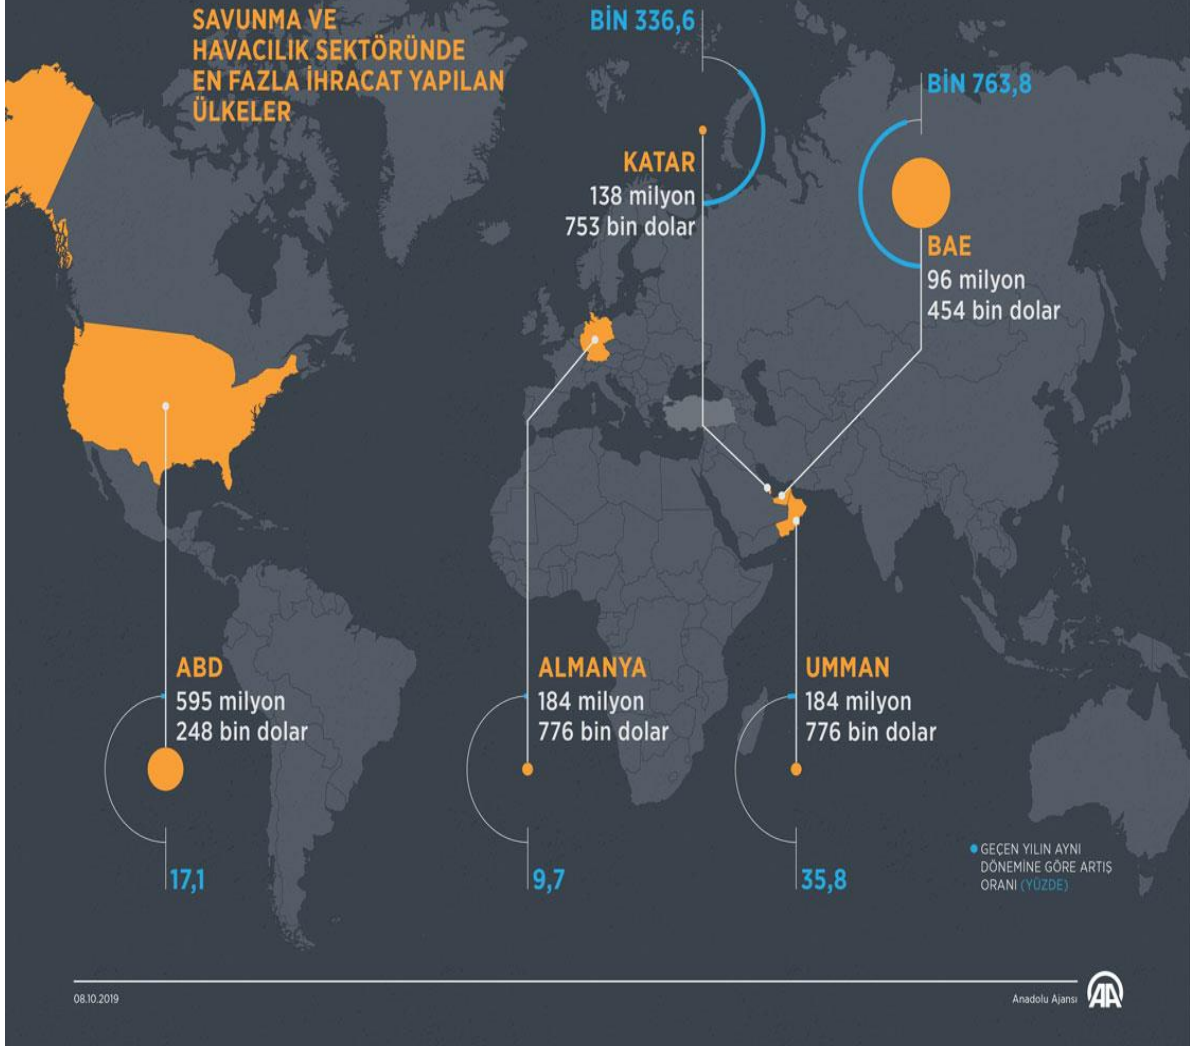 SAVUNMA VE
HAVACILIK SEKTÖRÜNDE
EN FAZLA İHRACAT YAPILAN
ÜLKELER
BİN 336,6
KATAR
138 milyon
753 bin dolar
BİN 763,8
BAE
96 milyon
454 bin dolar
ABD
595 milyon
248 bin dolar
17,1
ALMANYA
184 milyon
776 bin dolar
9,7
UMMAN
184 milyon
776 bin dolar
35,8
GEÇEN YILIN AYNI
DÖNEMİNE GÖRE ARTIŞ
ORANI (YÜZDE)
08.10.2019
Anadolu Ajansı
AA